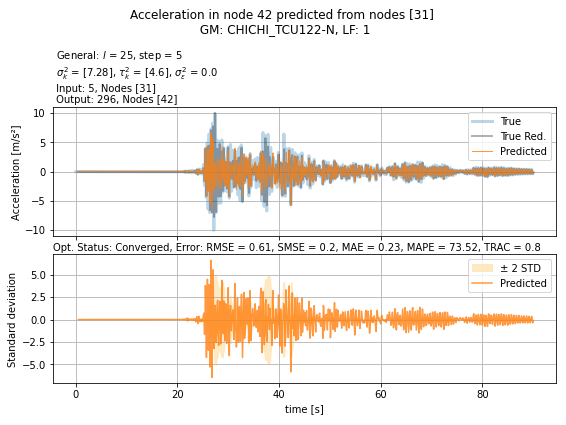 Acceleration in node 42 predicted from nodes [31]
GM: CHICHI_TCU122-N, LF: 1
General: l = 25, step = 5
σ²ₖ = [7.28], τ²ₖ = [4.6], σ²ε = 0.0
Input: 5, Nodes [31]
Output: 296, Nodes [42]
10
5
0
−5
−10
Acceleration [m/s²]
True
True Red.
Predicted
Opt. Status: Converged, Error: RMSE = 0.61, SMSE = 0.2, MAE = 0.23, MAPE = 73.52, TRAC = 0.8
5.0
2.5
0.0
−2.5
−5.0
Standard deviation
± 2 STD
Predicted
0 20 40 60 80
time [s]